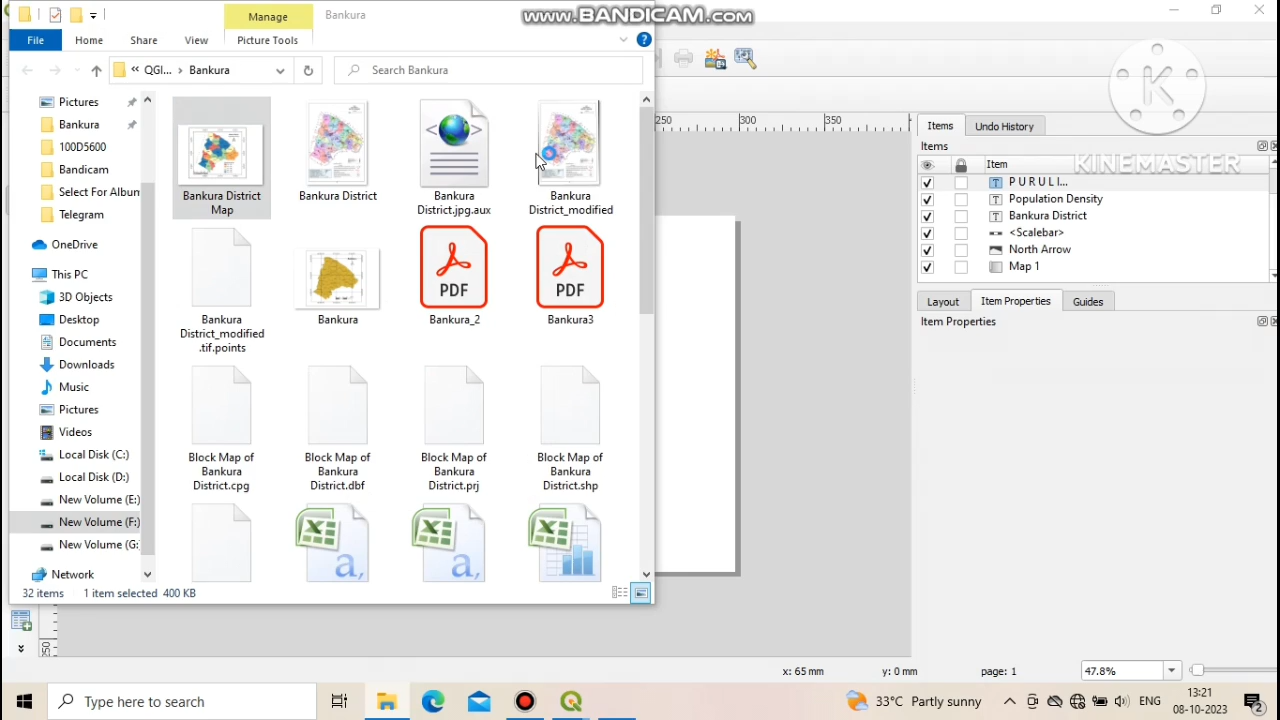 Manage
Bankura
www.BANDICAM.com
File
Home
Share
View
Picture Tools
QGI...
Bankura
Search Bankura
Pictures
Bankura
100D5600
Bandicam
Select For Album
Telegram
OneDrive
This PC
3D Objects
Desktop
Documents
Downloads
Music
Pictures
Videos
Local Disk (C:)
Local Disk (D:)
New Volume (E:)
New Volume (F:)
New Volume (G:
Network
Bankura District
Map
Bankura District
Bankura
District.jpg.aux
Bankura
District_modified
Bankura
District_modified
.tif.points
Bankura
Bankura_2
Bankura3
PDF
PDF
Block Map of
Bankura
District.cpg
Block Map of
Bankura
District.dbf
Block Map of
Bankura
District.prj
Block Map of
Bankura
District.shp
a,
a,
32 items
1 item selected 400 KB
250
300
350
250
Items
Undo History
Items
KINEMASTER
K
Item
P U R U L I...
Population Density
Bankura District
<Scalebar>
North Arrow
Map 1
Layout
Item Properties
Guides
Item Properties
x: 65 mm
y: 0 mm
page: 1
47.8%
Type here to search
33°C Partly sunny
ENG
13:21
08-10-2023
2